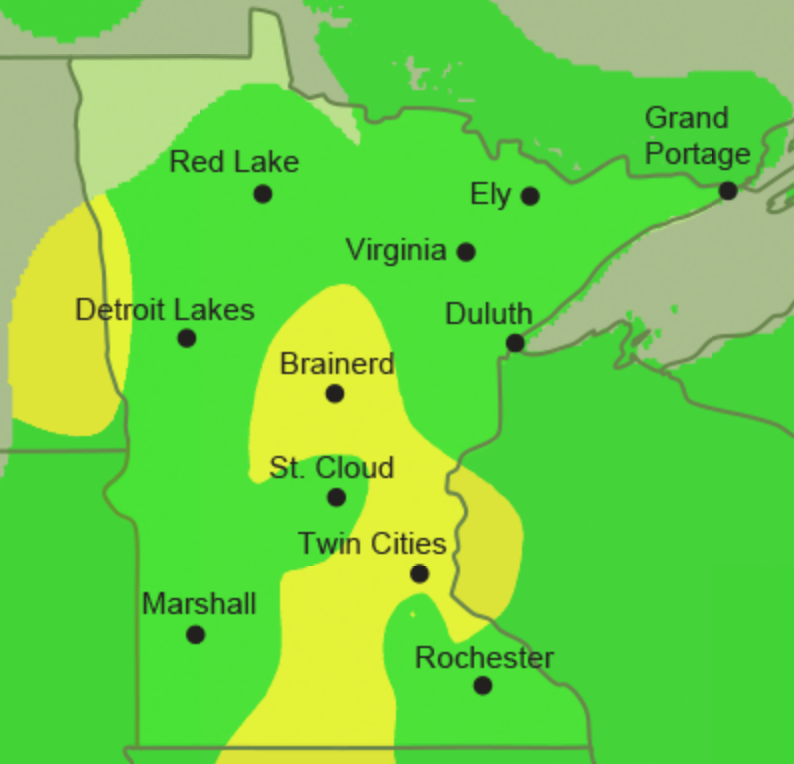 Grand
Portage
Red Lake
Ely
Virginia
Detroit Lakes
Duluth
Brainerd
St. Cloud
Twin Cities
Marshall
Rochester